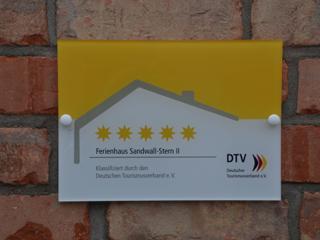 Ferienhaus Sandwall-Stern II
Klassifiziert durch den
Deutschen Tourismusverband e. V.
DTV
Deutscher
Tourismusverband e.V.